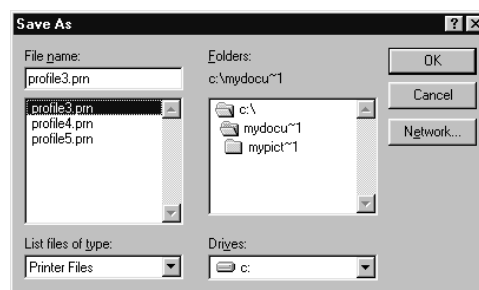 Save As
File name:
profile3.prn
profile3.prn
profile4.prn
profile5.prn
List files of type:
Printer Files
Folders:
c:\mydocu~1
c:\
mydocu~1
mypict~1
Drives:
c:
OK
Cancel
Network...